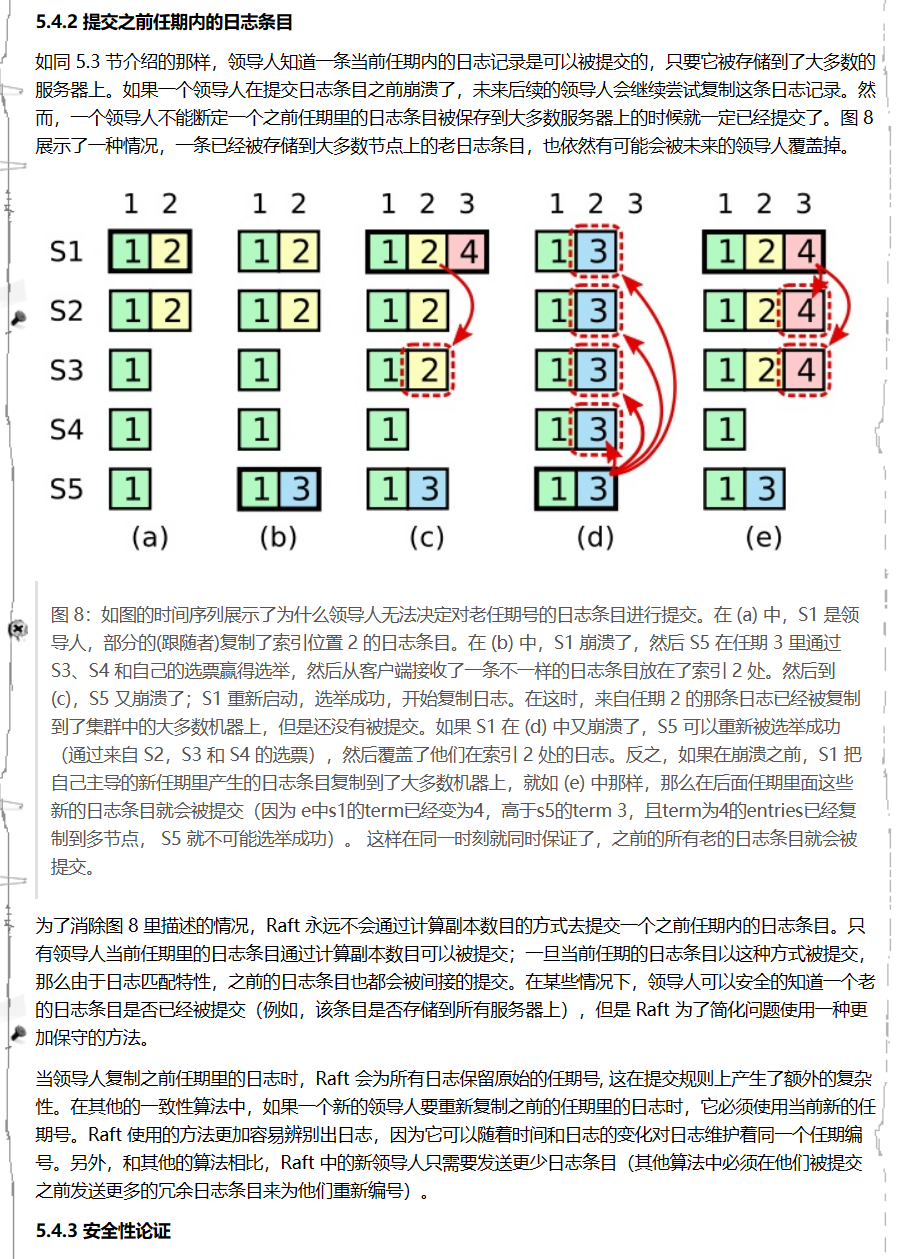 5.4.2 提交之前任期内的日志条目
如同 5.3 节介绍的那样，领导人知道一条当前任期内的日志记录是可以被提交的，只要它被存储到了大多数的
服务器上。如果一个领导人在提交日志条目之前崩溃了，未来后续的领导人会继续尝试复制这条日志记录。然
而，一个领导人不能断定一个之前任期里的日志条目被保存到大多数服务器上的时候就一定已经提交了。图 8
展示了一种情况，一条已经被存储到大多数节点上的老日志条目，也依然有可能会被未来的领导人覆盖掉。
1 2 1 2 1 2 3 1 2 3 1 2 3
S1 1 2 1 2 1 2 4 1 3 1 2 4
S2 1 2 1 2 1 2 1 3 1 2 4
S3 1 1 1 2 1 3 1 2 4
S4 1 1 1 1 3 1
S5 1 1 3 1 3 1 3 1 3
(a) (b) (c) (d) (e)
图 8：如图的时间序列展示了为什么领导人无法决定对老任期号的日志条目进行提交。在 (a) 中，S1 是领
导人，部分的(跟随者)复制了索引位置 2 的日志条目。在 (b) 中，S1 崩溃了，然后 S5 在任期 3 里通过
S3、S4 和自己的选票赢得选举，然后从客户端接收了一条不一样的日志条目放在了索引 2 处。然后到
(c)，S5 又崩溃了；S1 重新启动，选举成功，开始复制日志。在这时，来自任期 2 的那条日志已经被复制
到了集群中的大多数机器上，但是还没有被提交。如果 S1 在 (d) 中又崩溃了，S5 可以重新被选举成功
（通过来自 S2，S3 和 S4 的选票），然后覆盖了他们在索引 2 处的日志。反之，如果在崩溃之前，S1 把
自己主导的新任期里产生的日志条目复制到了大多数机器上，就如 (e) 中那样，那么在后面任期里面这些
新的日志条目就会被提交（因为 e中s1的term已经变为4，高于s5的term 3，且term为4的entries已经复
制到多节点， S5 就不可能选举成功）。 这样在同一时刻就同时保证了，之前的所有老的日志条目就会被
提交。
为了消除图 8 里描述的情况，Raft 永远不会通过计算副本数目的方式去提交一个之前任期内的日志条目。只
有领导人当前任期里的日志条目通过计算副本数目可以被提交；一旦当前任期的日志条目以这种方式被提交，
那么由于日志匹配特性，之前的日志条目也都会被间接的提交。在某些情况下，领导人可以安全的知道一个老
的日志条目是否已经被提交（例如，该条目是否存储到所有服务器上），但是 Raft 为了简化问题使用一种更
加保守的方法。
当领导人复制之前任期里的日志时，Raft 会为所有日志保留原始的任期号, 这在提交规则上产生了额外的复杂
性。在其他的一致性算法中，如果一个新的领导人要重新复制之前的任期里的日志时，它必须使用当前新的任
期号。Raft 使用的方法更加容易辨别出日志，因为它可以随着时间和日志的变化对日志维护着同一个任期编
号。另外，和其他的算法相比，Raft 中的新领导人只需要发送更少日志条目（其他算法中必须在他们被提交
之前发送更多的冗余日志条目来为他们重新编号）。
5.4.3 安全性论证